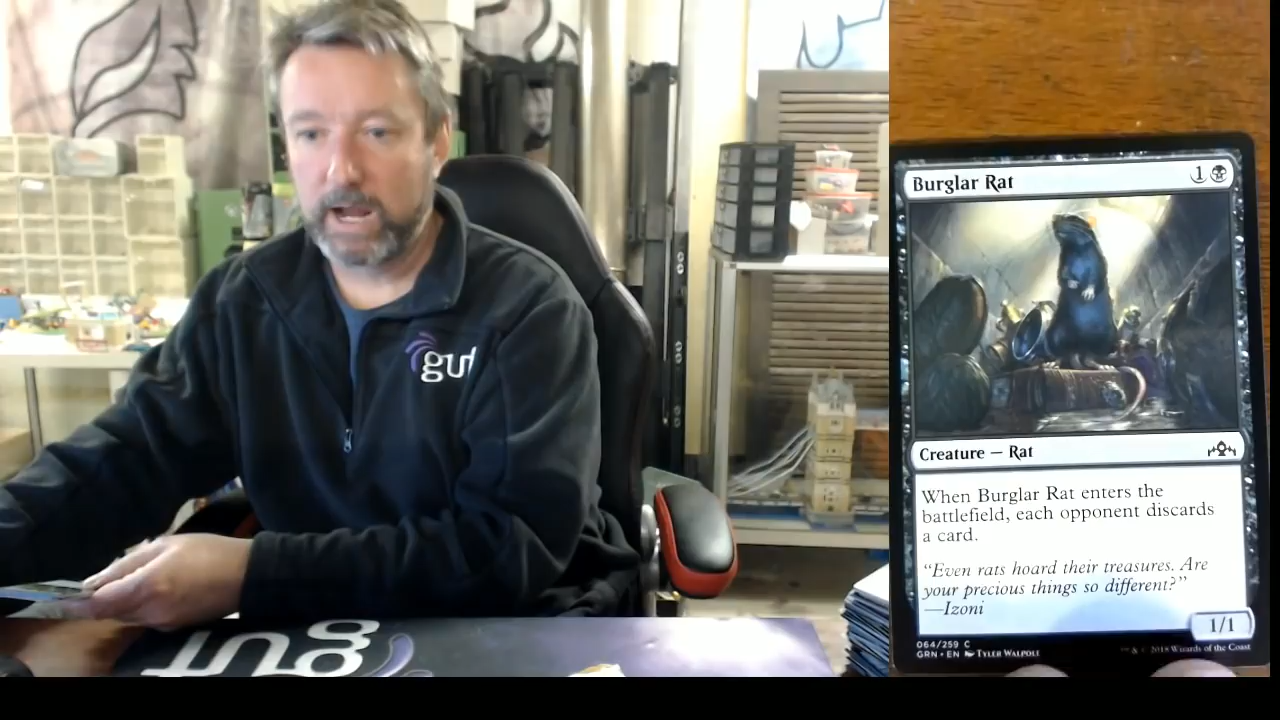 gut
gut
Burglar Rat
1
Creature — Rat
When Burglar Rat enters the
battlefield, each opponent discards
a card.
“Even rats hoard their treasures. Are
your precious things so different?”
—Izoni
1/1
064/259 C
GRN • EN Tyler Walpole
™ & © 2018 Wizards of the Coast